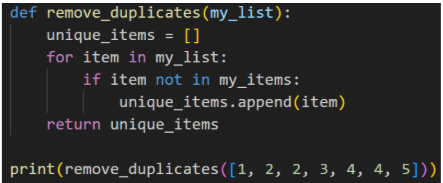 def remove_duplicates(my_list):
    unique_items = []
    for item in my_list:
        if item not in my_items:
            unique_items.append(item)
    return unique_items

print(remove_duplicates([1, 2, 2, 3, 4, 4, 5]))